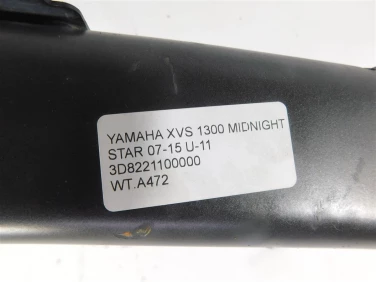 YAMAHA XVS 1300 MIDNIGHT
STAR 07-15 U-11
3D8221100000
WT.A472